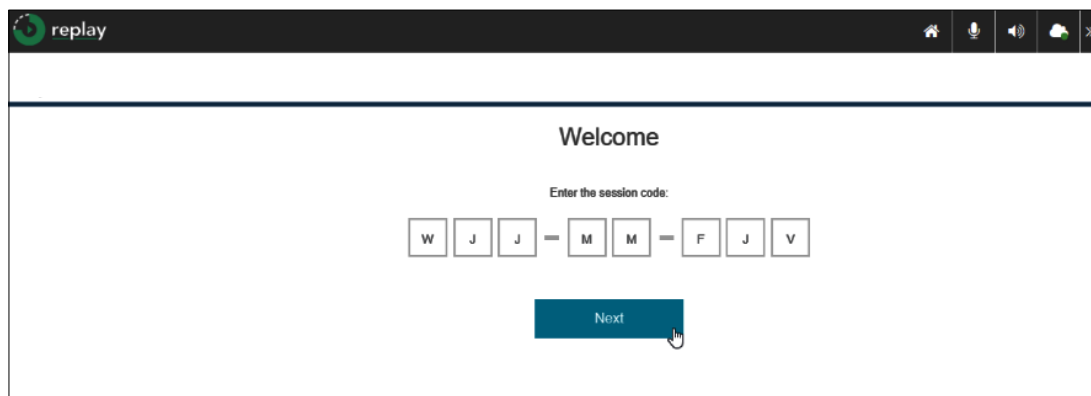 replay
Welcome
Enter the session code:
W J J - M M - F J V
Next